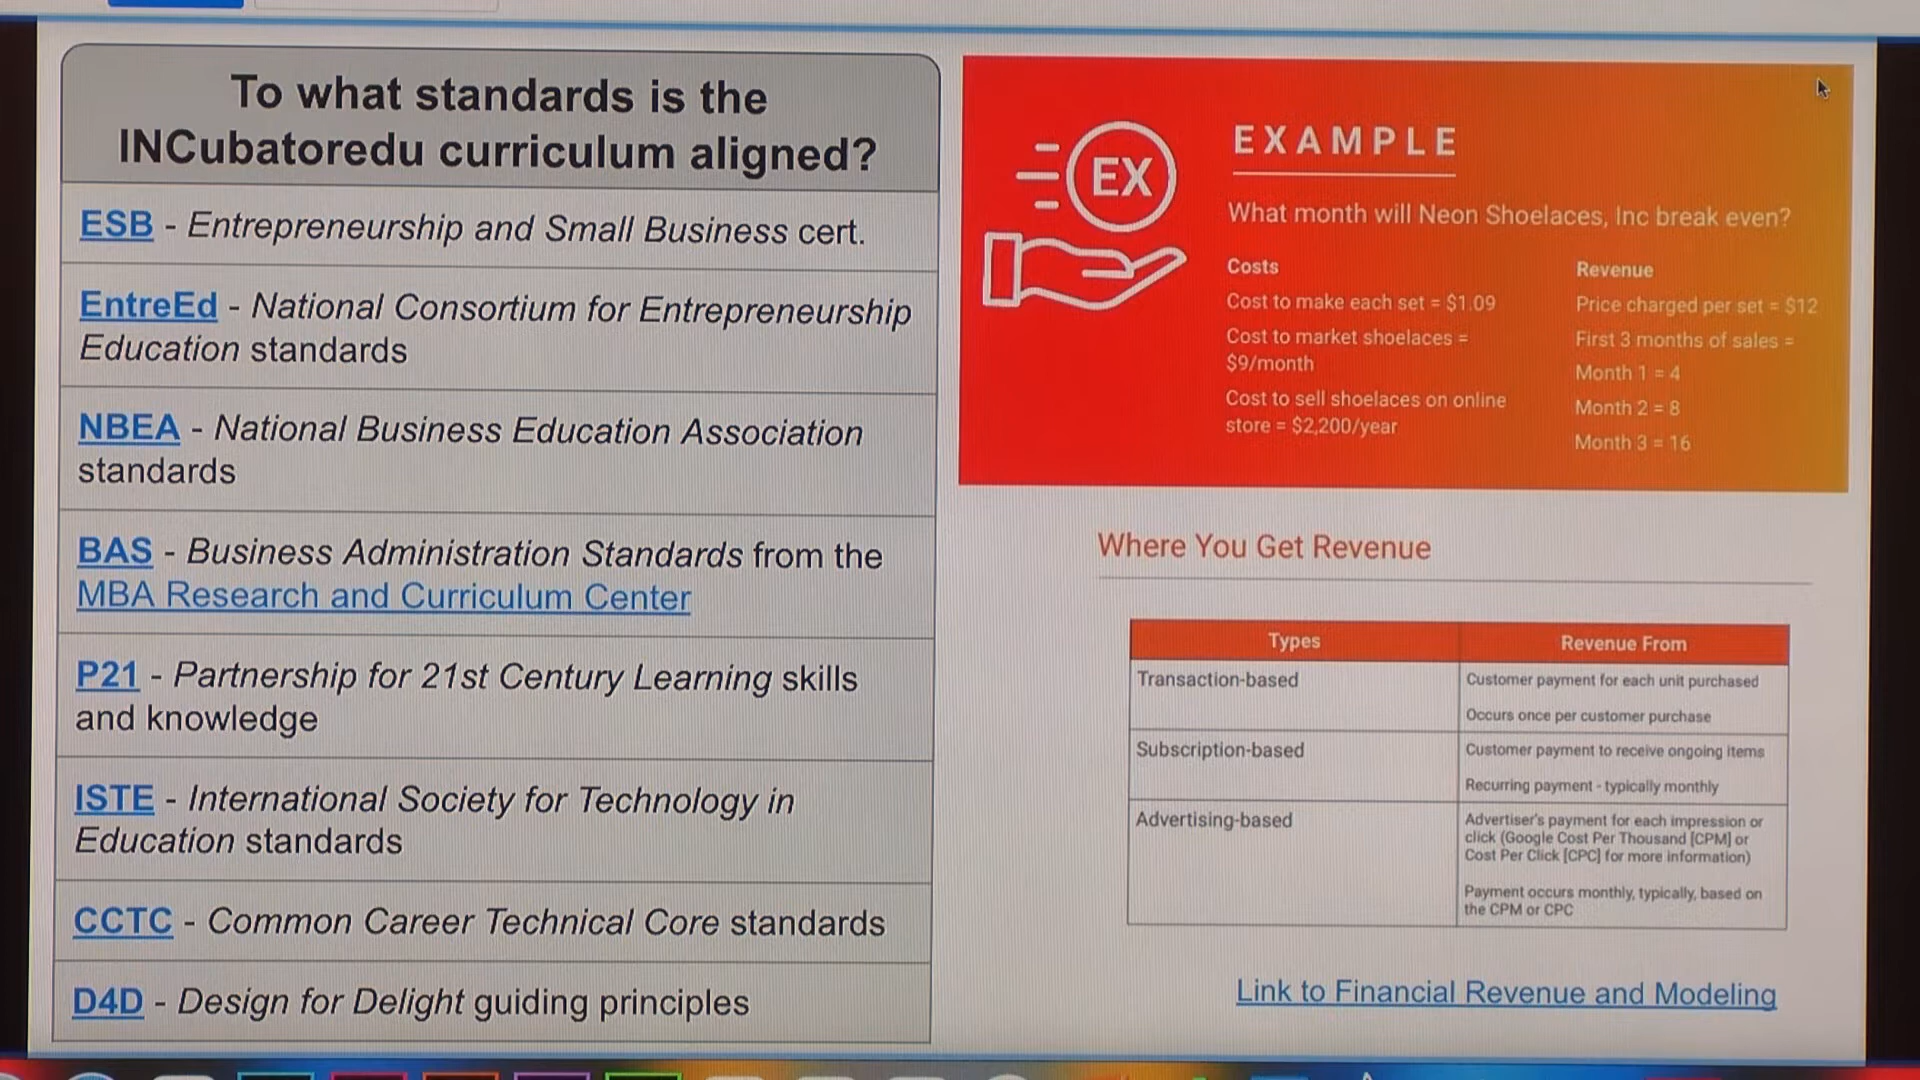 To what standards is the
INCubatoredu curriculum aligned?
ESB - Entrepreneurship and Small Business cert.
EntreEd - National Consortium for Entrepreneurship
Education standards
NBEA - National Business Education Association
standards
BAS - Business Administration Standards from the
MBA Research and Curriculum Center
P21 - Partnership for 21st Century Learning skills
and knowledge
ISTE - International Society for Technology in
Education standards
CCTC - Common Career Technical Core standards
D4D - Design for Delight guiding principles
EX
EXAMPLE
What month will Neon Shoelaces, Inc break even?
Costs
Cost to make each set = $1.09
Cost to market shoelaces =
$9/month
Cost to sell shoelaces on online
store = $2,200/year
Revenue
Price charged per set = $12
First 3 months of sales =
Month 1 = 4
Month 2 = 8
Month 3 = 16
Where You Get Revenue
Types
Revenue From
Transaction-based
Customer payment for each unit purchased
Occurs once per customer purchase
Subscription-based
Customer payment to receive ongoing items
Recurring payment - typically monthly
Advertising-based
Advertiser's payment for each impression or
click (Google Cost Per Thousand [CPM] or
Cost Per Click [CPC] for more information)
Payment occurs monthly, typically, based on
the CPM or CPC
Link to Financial Revenue and Modeling